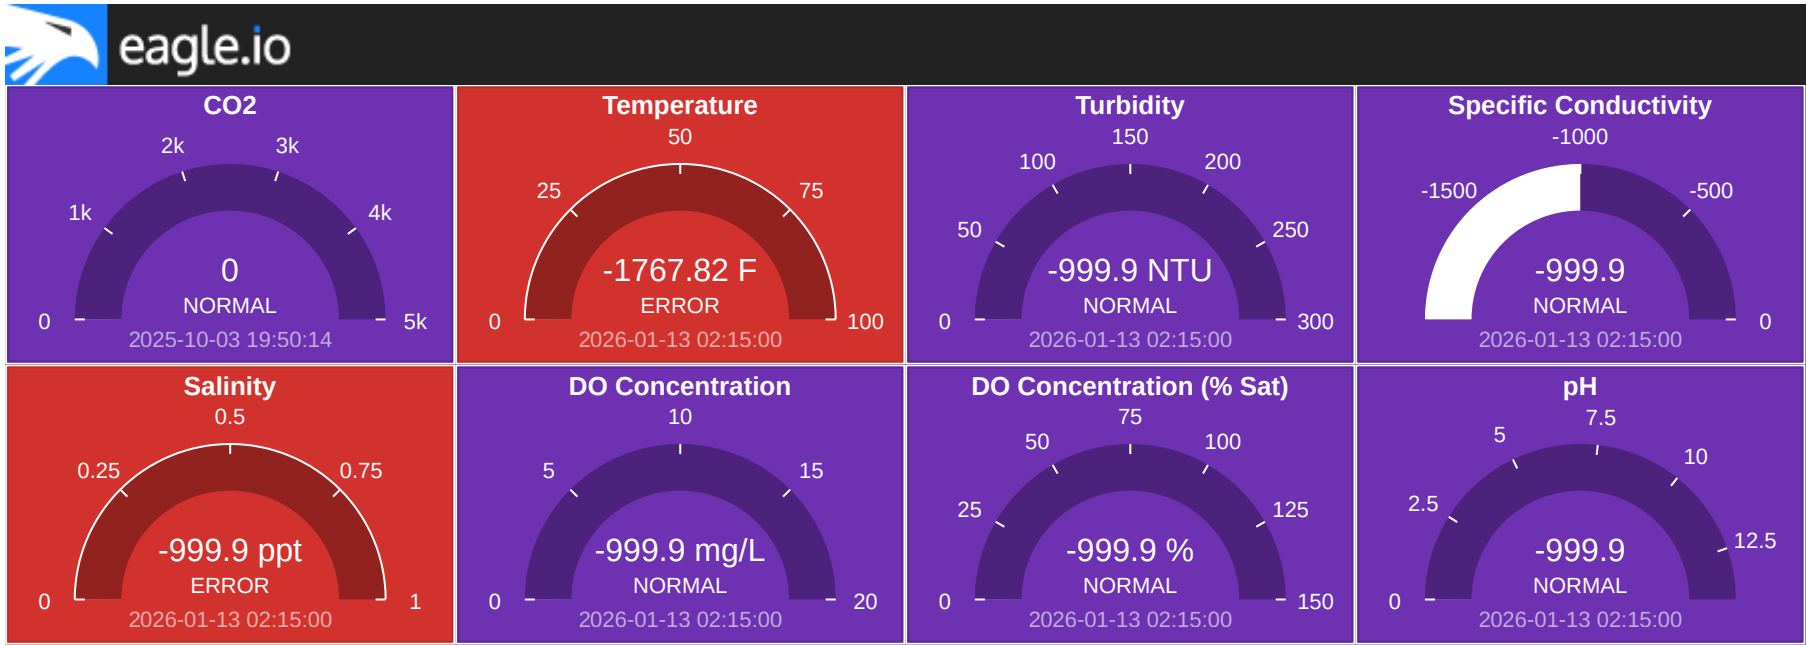 eagle.io
CO2
0
1k
2k
3k
4k
5k
0
NORMAL
2025-10-03 19:50:14
Temperature
0
25
50
75
100
-1767.82 F
ERROR
2026-01-13 02:15:00
Turbidity
0
50
100
150
200
250
300
-999.9 NTU
NORMAL
2026-01-13 02:15:00
Specific Conductivity
-1500
-1000
-500
0
-999.9
NORMAL
2026-01-13 02:15:00
Salinity
0
0.25
0.5
0.75
1
-999.9 ppt
ERROR
2026-01-13 02:15:00
DO Concentration
0
5
10
15
20
-999.9 mg/L
NORMAL
2026-01-13 02:15:00
DO Concentration (% Sat)
0
25
50
75
100
125
150
-999.9 %
NORMAL
2026-01-13 02:15:00
pH
0
2.5
5
7.5
10
12.5
-999.9
NORMAL
2026-01-13 02:15:00